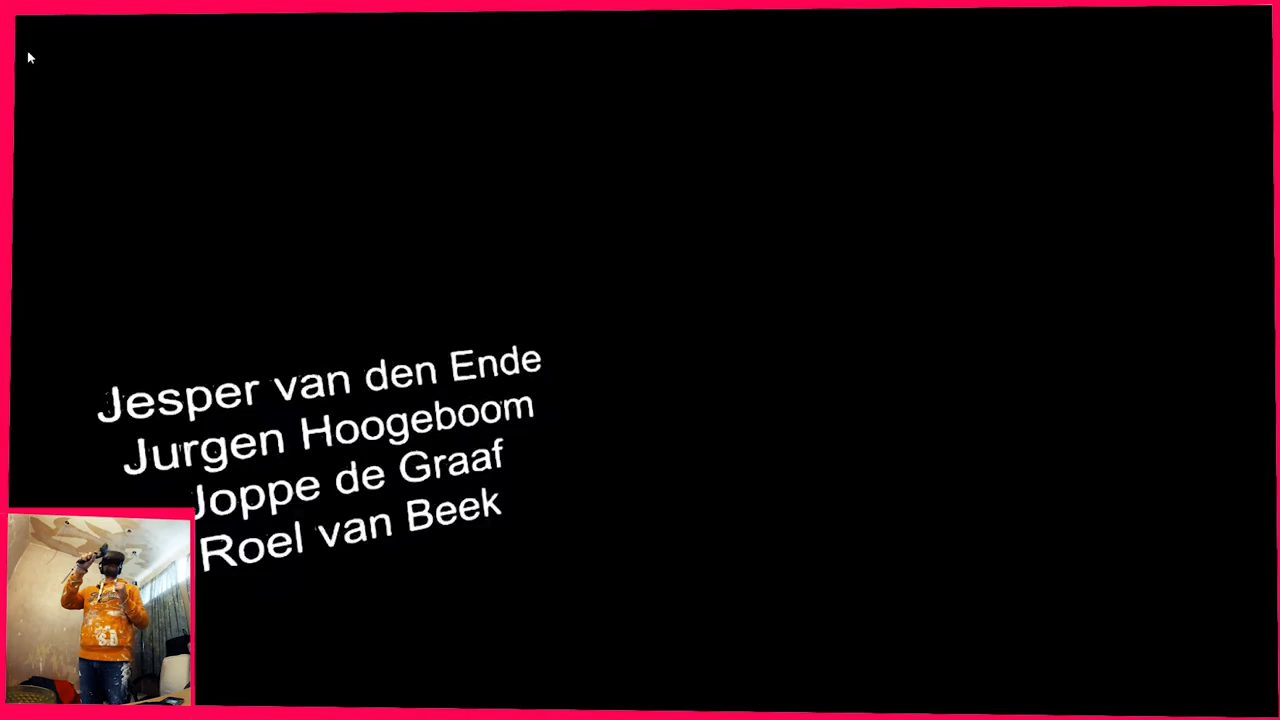 Jesper van den Ende
Jurgen Hoogeboom
Joppe de Graaf
Roel van Beek